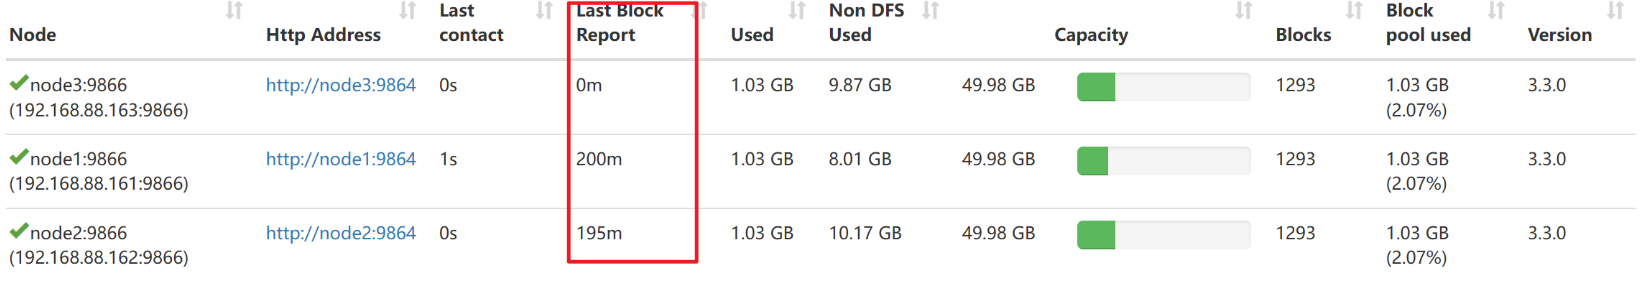 Node Http Address Last contact Last Block Report Used Non DFS Used Capacity Blocks Block pool used Version
node3:9866 http://node3:9864 0s 0m 1.03 GB 9.87 GB 49.98 GB 1293 1.03 GB 3.3.0
(192.168.88.163:9866) (2.07%)
node1:9866 http://node1:9864 1s 200m 1.03 GB 8.01 GB 49.98 GB 1293 1.03 GB 3.3.0
(192.168.88.161:9866) (2.07%)
node2:9866 http://node2:9864 0s 195m 1.03 GB 10.17 GB 49.98 GB 1293 1.03 GB 3.3.0
(192.168.88.162:9866) (2.07%)